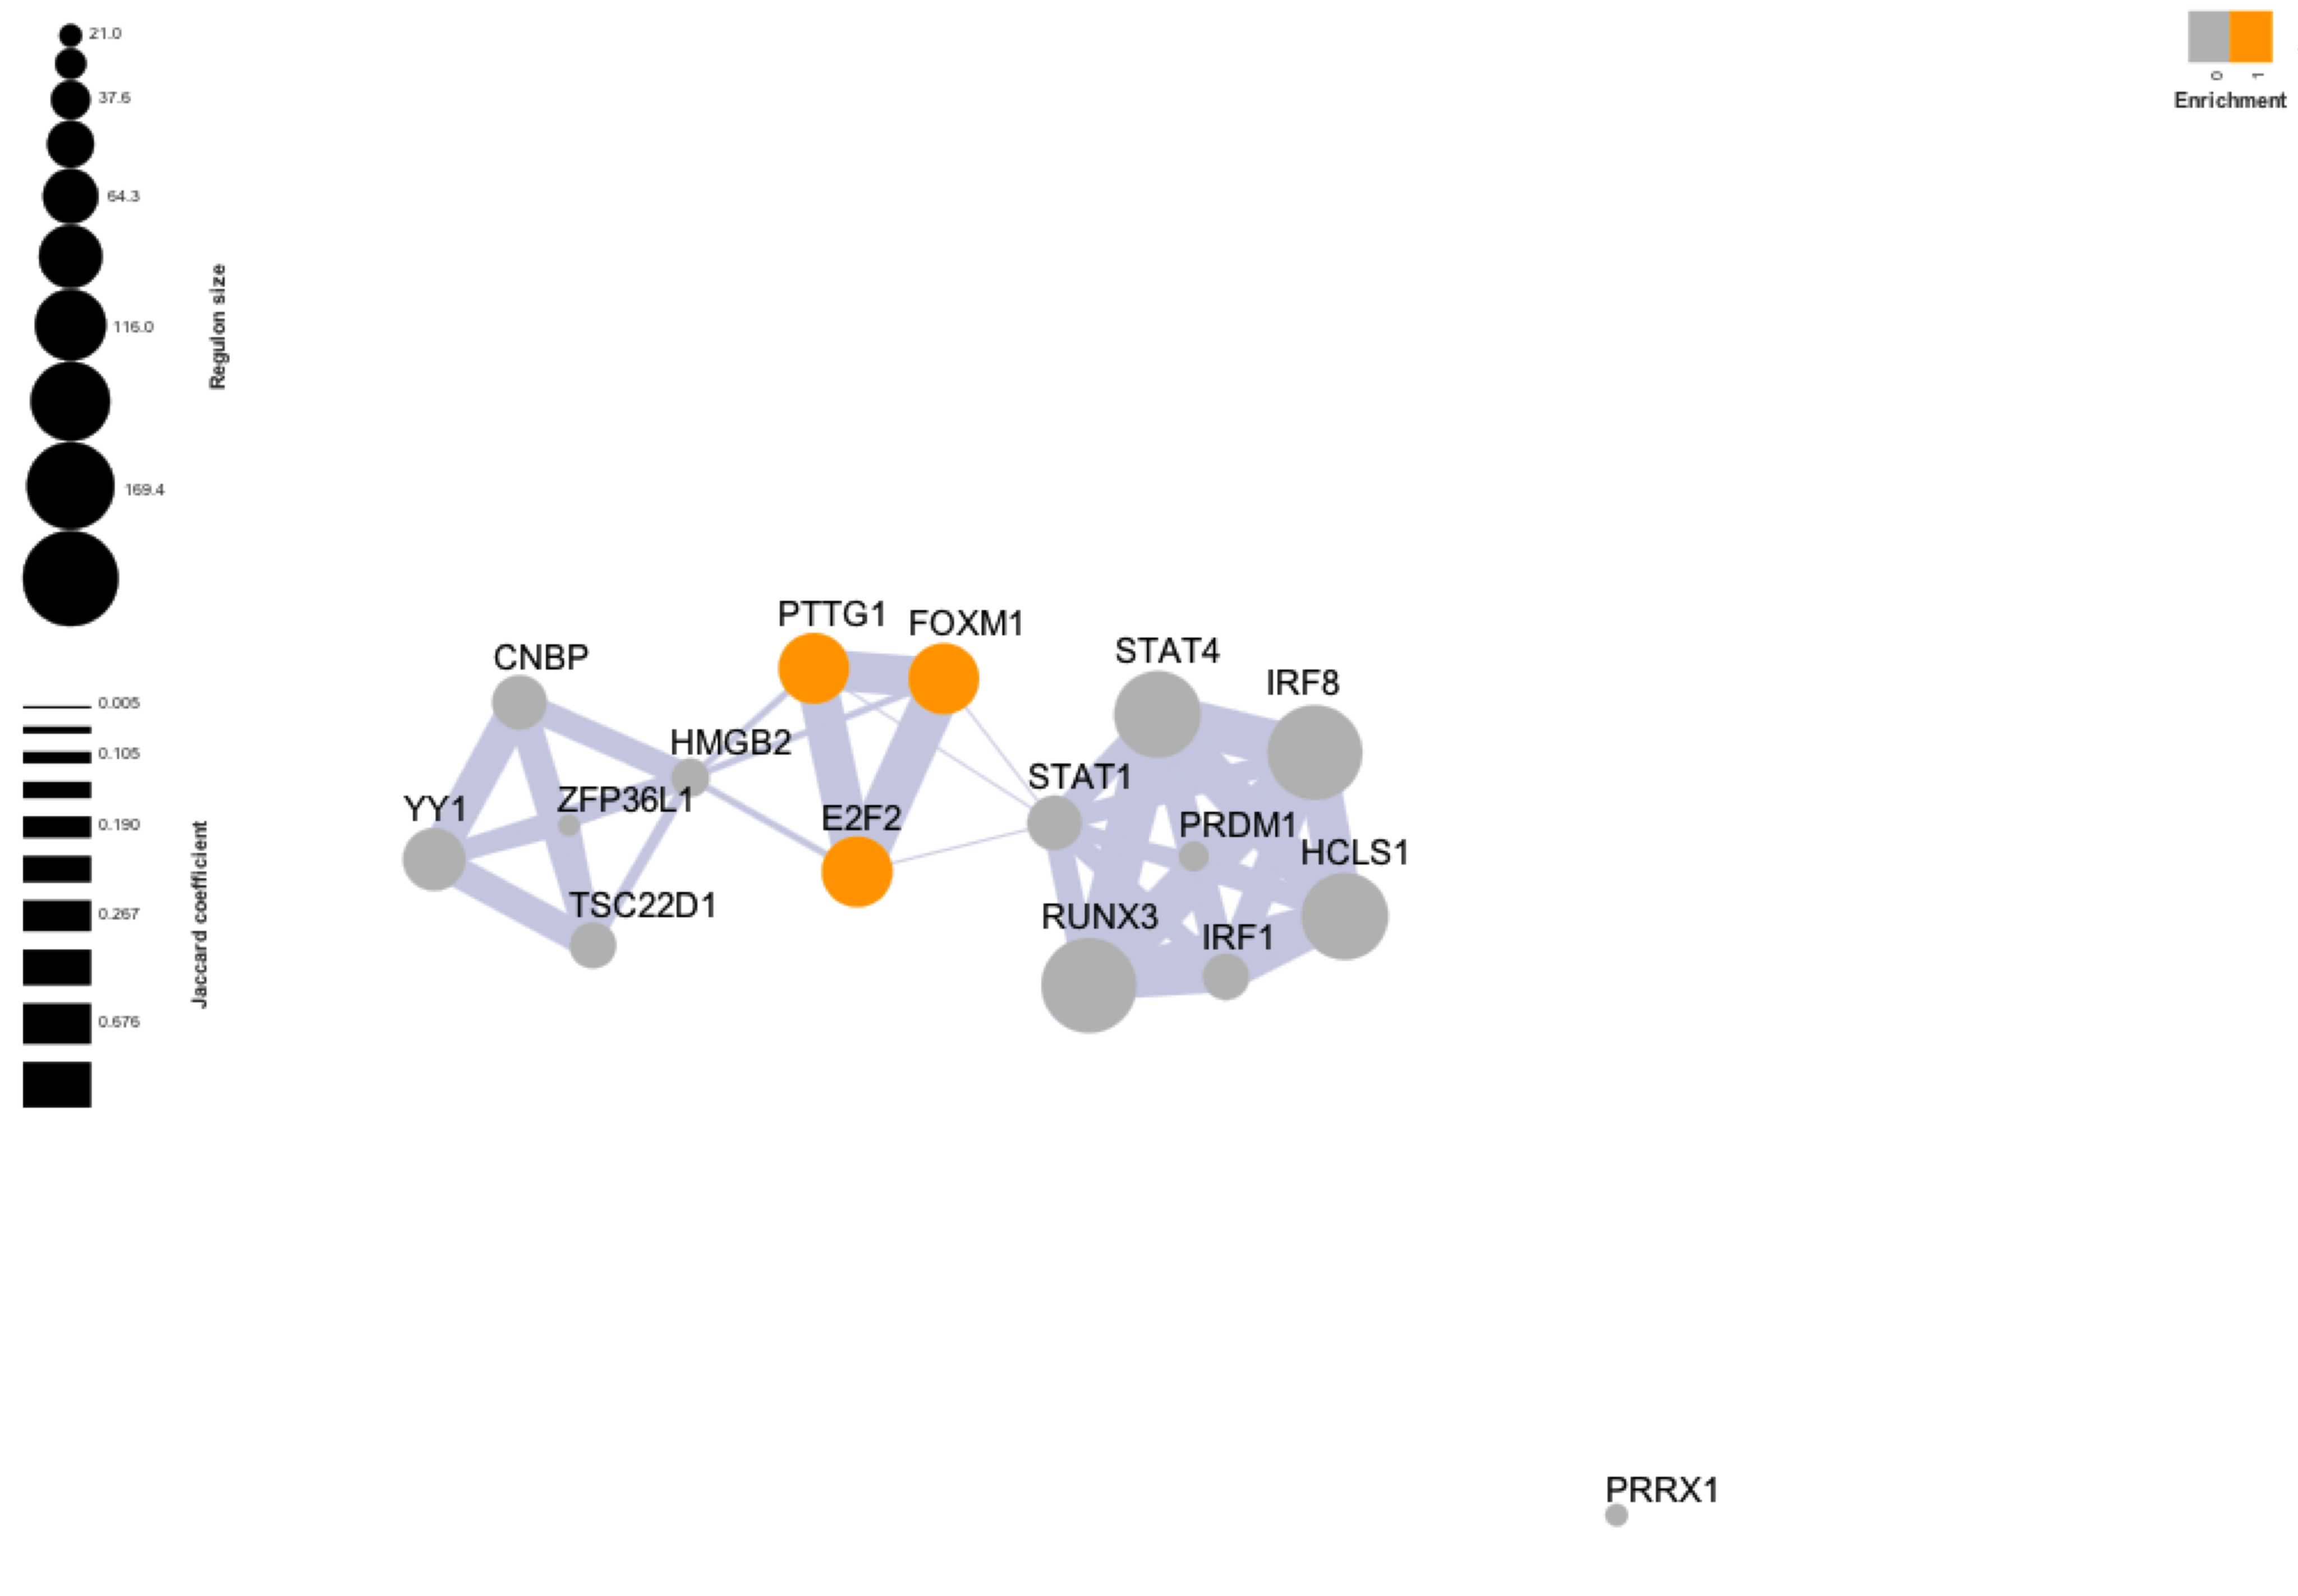 21.0
37.6
64.3
116.0
169.4
Regulon size
0.005
0.105
0.190
0.267
0.676
Jaccard coefficient
0
1
Enrichment
PTTG1
FOXM1
CNBP
STAT4
IRF8
HMGB2
STAT1
YY1
ZFP36L1
E2F2
PRDM1
HCLS1
TSC22D1
RUNX3
IRF1
PRRX1